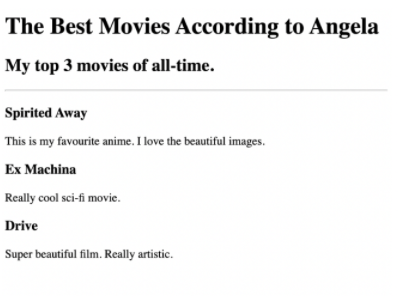 The Best Movies According to Angela
My top 3 movies of all-time.
Spirited Away
This is my favourite anime. I love the beautiful images.
Ex Machina
Really cool sci-fi movie.
Drive
Super beautiful film. Really artistic.